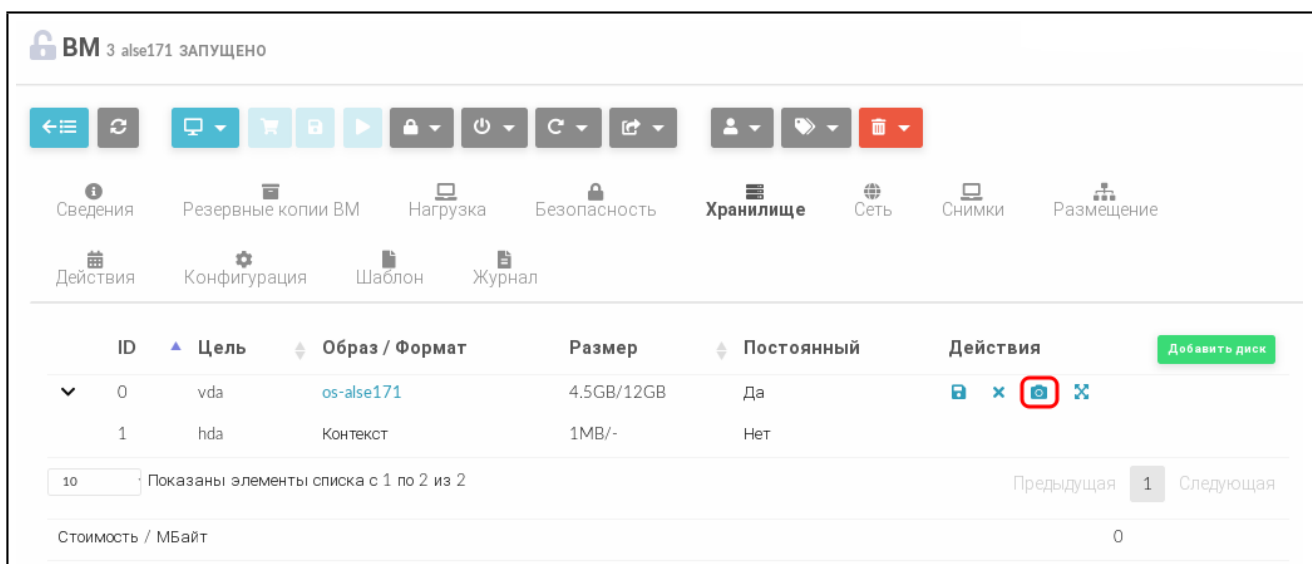 ВМ 3 alse171 ЗАПУЩЕНО
Сведения Резервные копии ВМ Нагрузка Безопасность Хранилище Сеть Снимки Размещение
Действия Конфигурация Шаблон Журнал
ID Цель Образ / Формат Размер Постоянный Действия Добавить диск
0 vda os-alse171 4.5GB/12GB Да
1 hda Контекст 1MB/- Нет
10 Показаны элементы списка с 1 по 2 из 2 Предыдущая 1 Следующая
Стоимость / МБайт 0